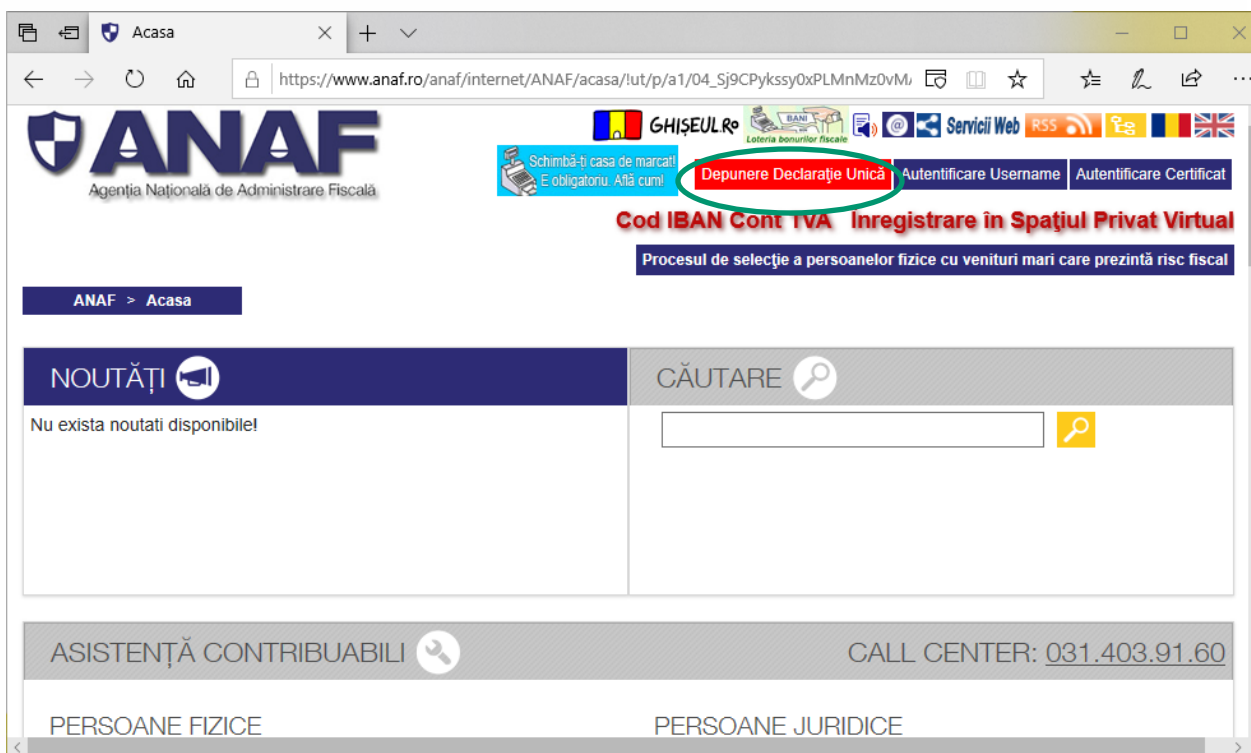 Acasa
https://www.anaf.ro/anaf/internet/ANAF/acasa/!ut/p/a1/04_Sj9CPykssy0xPLMnMz0vM
ANAF
Agenția Națională de Administrare Fiscală
GHIȘEUL.RO
BANI
Loteria bonurilor fiscale
Servicii Web
RSS
Schimbă-ți casa de marcat!
E obligatoriu. Află cum!
Depunere Declaraţie Unică
Autentificare Username
Autentificare Certificat
Cod IBAN Cont TVA
Inregistrare în Spaţiul Privat Virtual
Procesul de selecţie a persoanelor fizice cu venituri mari care prezintă risc fiscal
ANAF > Acasa
NOUTĂȚI
CĂUTARE
Nu exista noutati disponibile!
ASISTENȚĂ CONTRIBUABILI
CALL CENTER: 031.403.91.60
PERSOANE FIZICE
PERSOANE JURIDICE